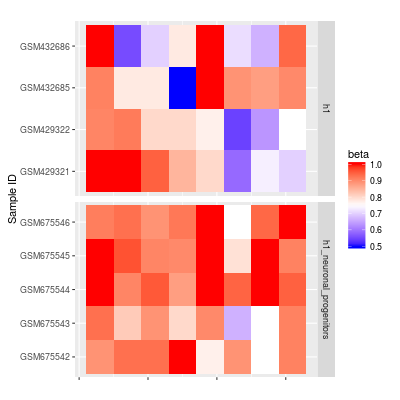 GSM432686
GSM432685
GSM429322
GSM429321
h1
GSM675546
GSM675545
GSM675544
GSM675543
GSM675542
h1_neuronal_progenitors
Sample ID
beta
1.0
0.9
0.8
0.7
0.6
0.5